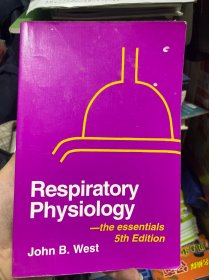 Respiratory
Physiology
—the essentials
5th Edition
John B. West